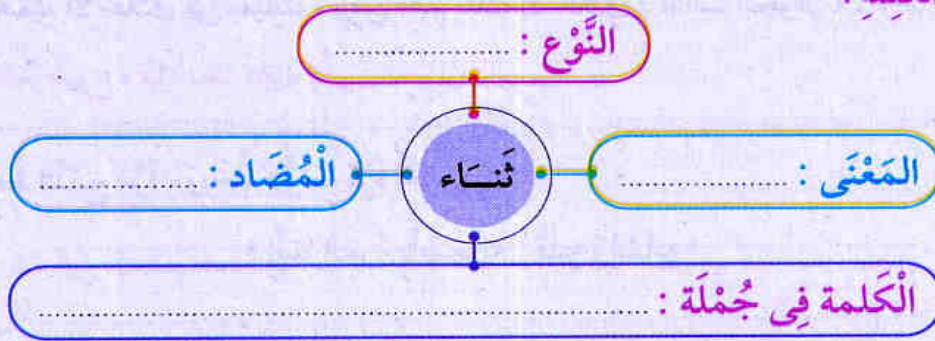 النَّوْع : ......................
المَعْنَى : ......................
ثَنَـاء
الْمُضَاد : ................
الْكَلمة فِي جُمْلَة : ..........................................................................